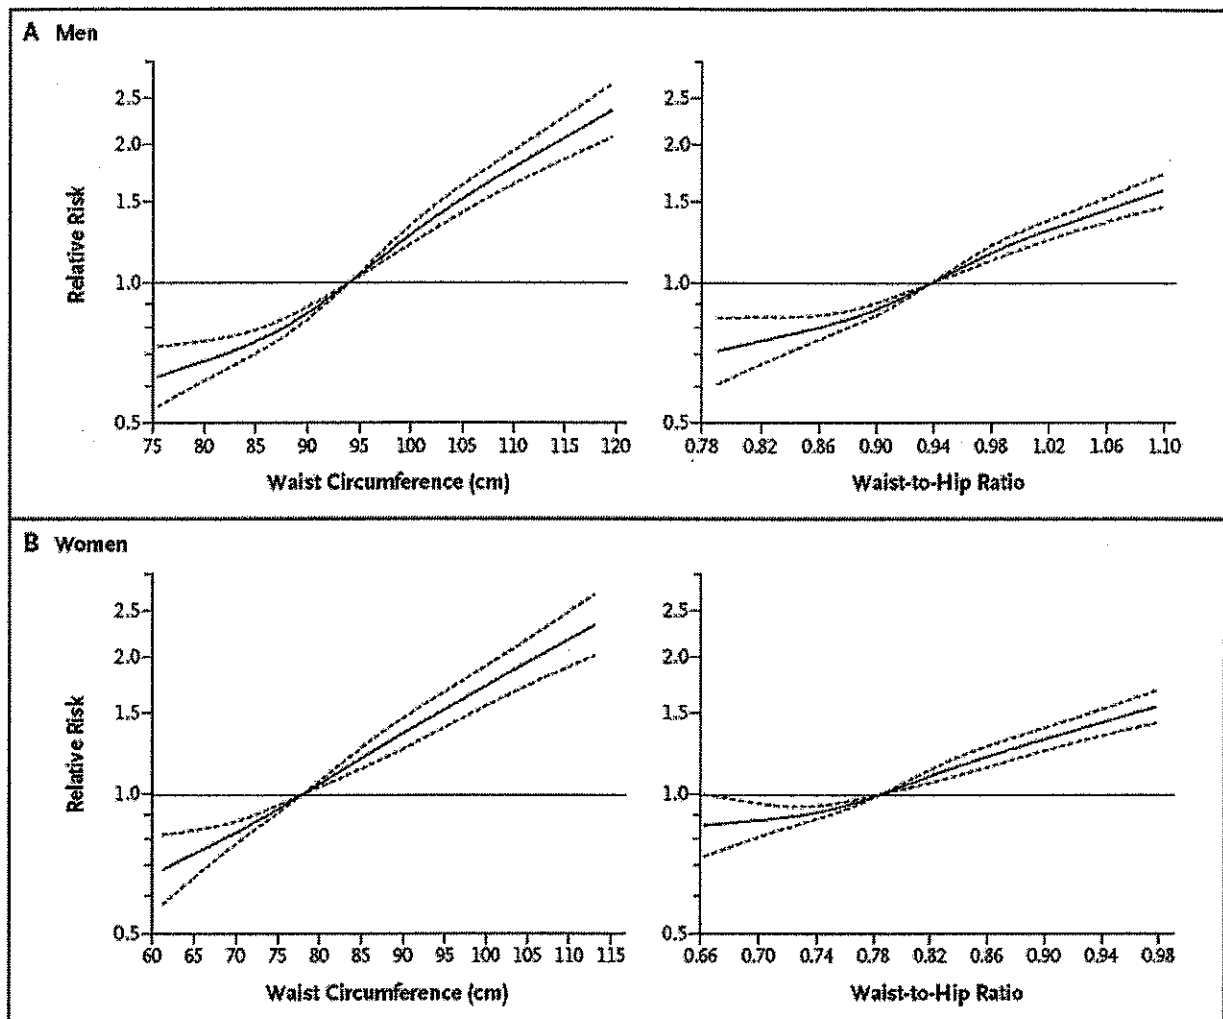 A Men
2.5
2.0
1.5
1.0
0.5
Relative Risk
75 80 85 90 95 100 105 110 115 120
Waist Circumference (cm)
2.5
2.0
1.5
1.0
0.5
0.78 0.82 0.86 0.90 0.94 0.98 1.02 1.06 1.10
Waist-to-Hip Ratio
B Women
2.5
2.0
1.5
1.0
0.5
Relative Risk
60 65 70 75 80 85 90 95 100 105 110 115
Waist Circumference (cm)
2.5
2.0
1.5
1.0
0.5
0.66 0.70 0.74 0.78 0.82 0.86 0.90 0.94 0.98
Waist-to-Hip Ratio